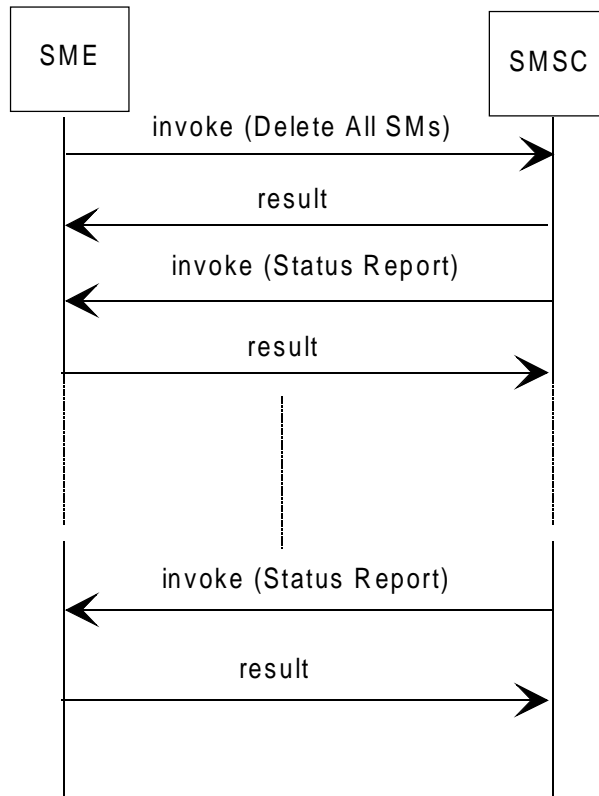 SME
SMSC
invoke (Delete All SMs)
result
invoke (Status Report)
result
invoke (Status Report)
result